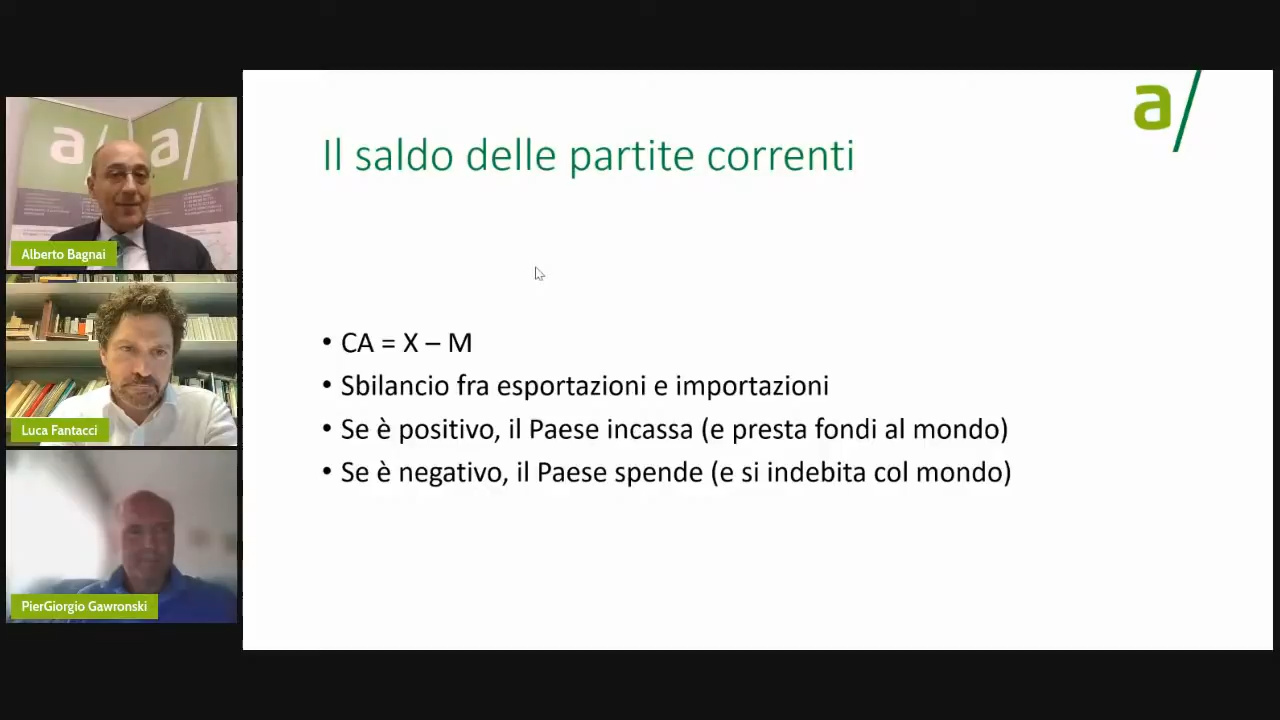 a/
Il saldo delle partite correnti
• CA = X – M
• Sbilancio fra esportazioni e importazioni
• Se è positivo, il Paese incassa (e presta fondi al mondo)
• Se è negativo, il Paese spende (e si indebita col mondo)
a/ a/
Alberto Bagnai
Luca Fantacci
PierGiorgio Gawronski